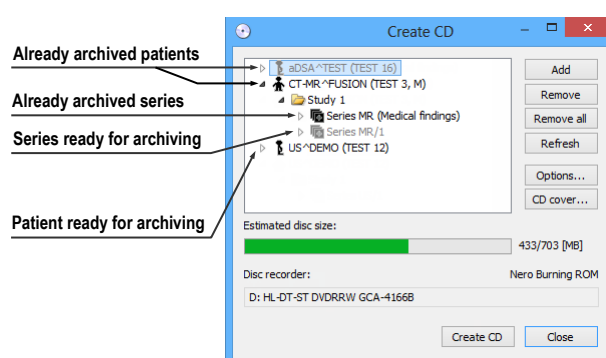 Create CD
Already archived patients
aDSA^TEST (TEST 16)
Add
CT-MR^FUSION (TEST 3, M)
Remove
Study 1
Already archived series
Series MR (Medical findings)
Remove all
Series ready for archiving
Series MR/1
US^DEMO (TEST 12)
Refresh
Options...
CD cover...
Patient ready for archiving
Estimated disc size:
433/703 [MB]
Disc recorder:
Nero Burning ROM
D: HL-DT-ST DVDRRW GCA-4166B
Create CD
Close